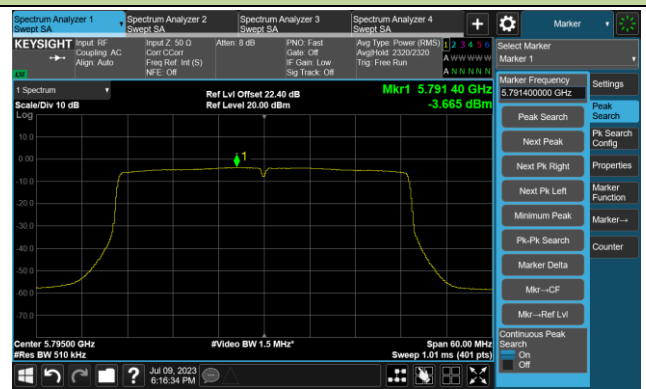 Spectrum Analyzer 1
Swept SA
Spectrum Analyzer 2
Swept SA
Spectrum Analyzer 3
Swept SA
Spectrum Analyzer 4
Swept SA
+
Marker
KEYSIGHT
LW
Input: RF
Coupling: AC
Align: Auto
Input Z: 50 Ω
Corr CCorr
Freq Ref: Int (S)
NFE: Off
Atten: 8 dB
PNO: Fast
Gate: Off
IF Gain: Low
Sig Track: Off
Avg Type: Power (RMS)
Avg|Hold: 2320/2320
Trig: Free Run
1 2 3 4 5 6
A W W W W W
A N N N N N
Select Marker
Marker 1
1 Spectrum
Scale/Div 10 dB
Log
Ref Lvl Offset 22.40 dB
Ref Level 20.00 dBm
Mkr1 5.791 40 GHz
-3.665 dBm
1
10.0
0.00
-10.0
-20.0
-30.0
-40.0
-50.0
-60.0
-70.0
Center 5.79500 GHz
#Res BW 510 kHz
#Video BW 1.5 MHz*
Span 60.00 MHz
Sweep 1.01 ms (401 pts)
Marker Frequency
5.791400000 GHz
Peak Search
Next Peak
Next Pk Right
Next Pk Left
Minimum Peak
Pk-Pk Search
Marker Delta
Mkr→CF
Mkr→Ref Lvl
Continuous Peak
Search
On
Off
Settings
Peak
Search
Pk Search
Config
Properties
Marker
Function
Marker→
Counter
?
Jul 09, 2023
6:16:34 PM